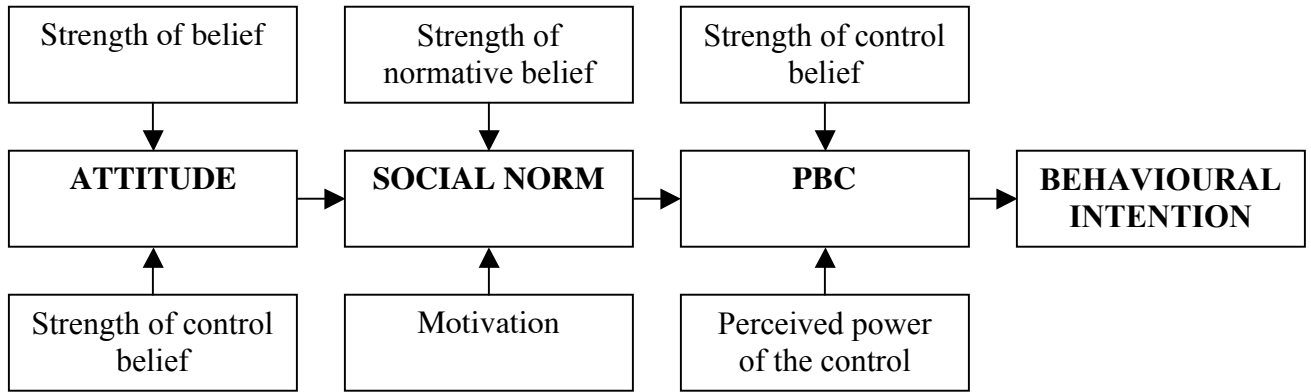 Strength of belief
Strength of
normative belief
Strength of control
belief
ATTITUDE
SOCIAL NORM
PBC
BEHAVIOURAL
INTENTION
Strength of control
belief
Motivation
Perceived power
of the control